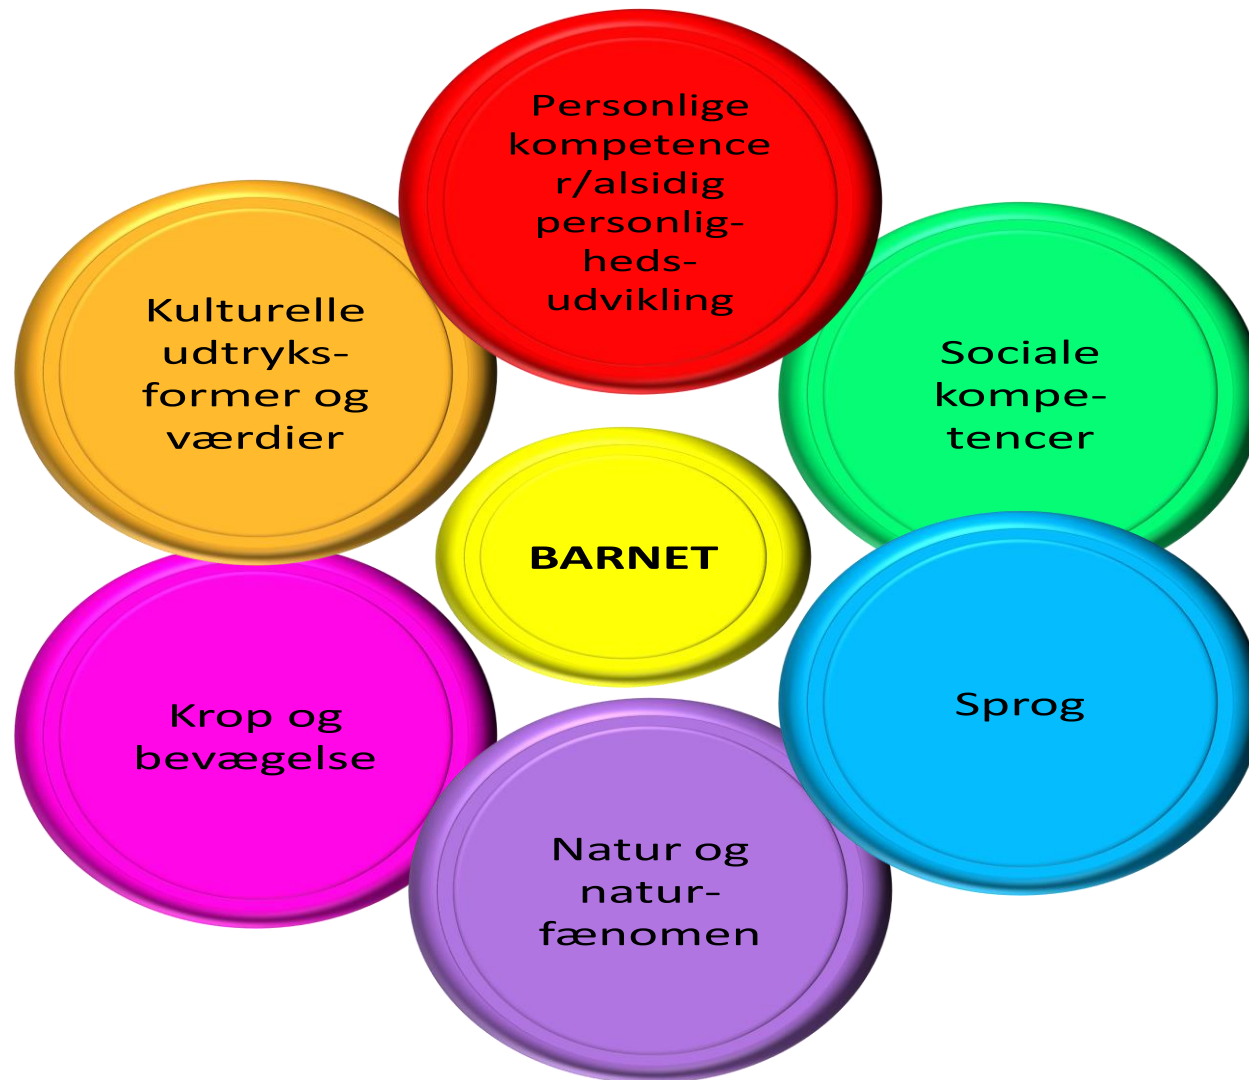 Personlige
kompetence
r/alsidig
personlig-
heds-
udvikling
Kulturelle
udtryks-
former og
værdier
Sociale
kompe-
tencer
BARNET
Krop og
bevægelse
Sprog
Natur og
natur-
fænomen